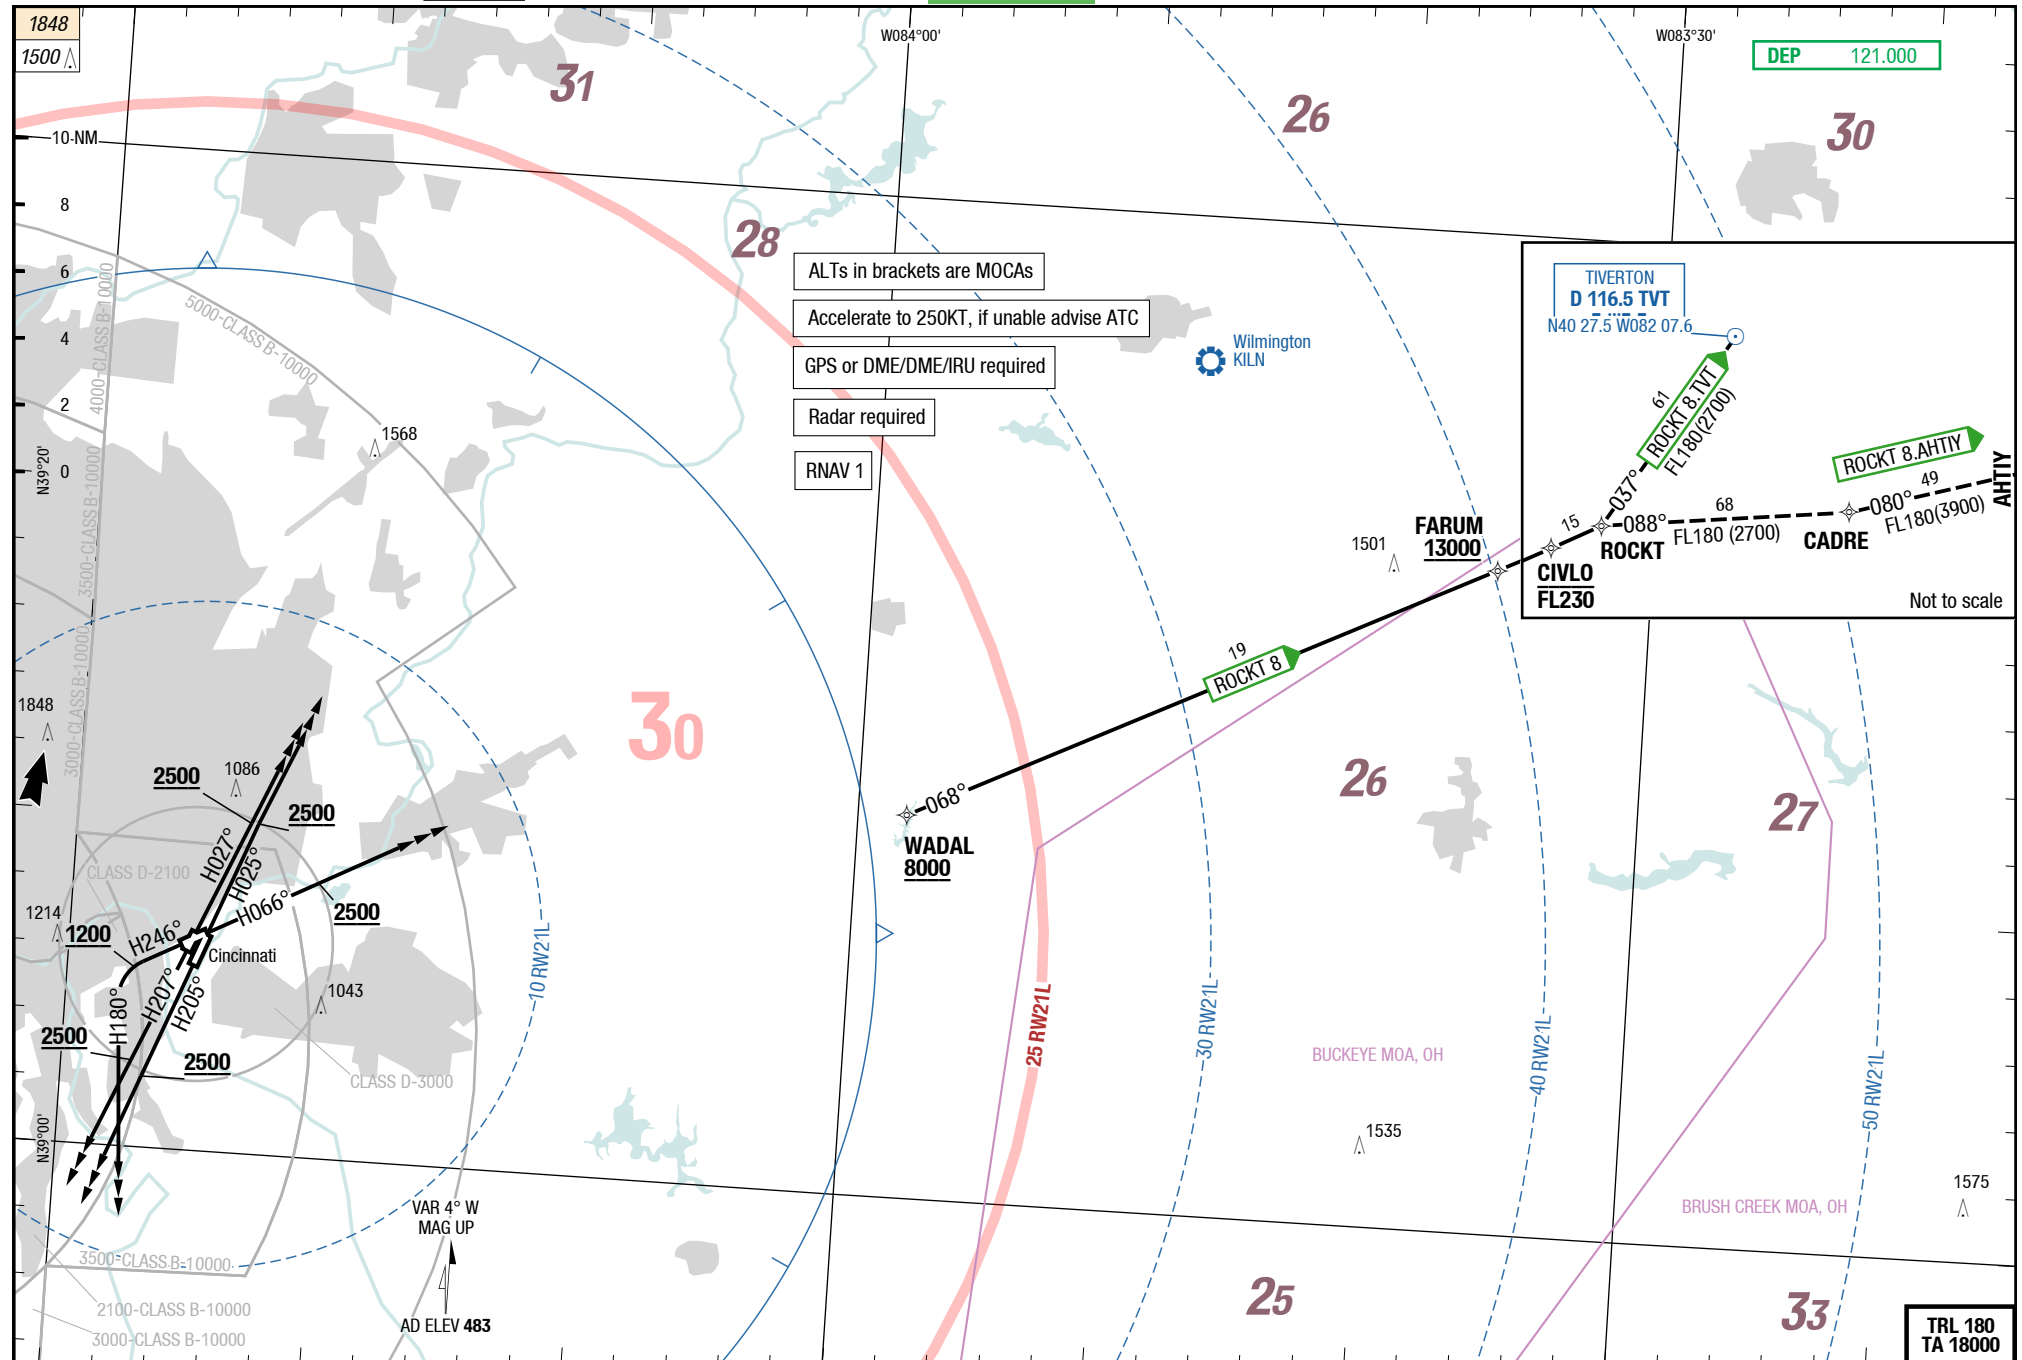 1848
1500
W084°00'
W083°30'
DEP 121.000
31
26
30
10 NM
8
6
4
2
0
N39°20'
28
ALTs in brackets are MOCAs
Accelerate to 250KT, if unable advise ATC
GPS or DME/DME/IRU required
Radar required
RNAV 1
Wilmington
KILN
4000-CLASS B-10000
5000-CLASS B-10000
3500-CLASS B-10000
3000-CLASS B-10000
1568
TIVERTON
D 116.5 TVT
N40 27.5 W082 07.6
61
ROCKT 8.TVT
FL180(2700)
037°
ROCKT 8.AHTIY
49
AHTIY
080°
FL180(3900)
68
088°
FL180 (2700)
15
ROCKT
CADRE
CIVLO
FL230
Not to scale
FARUM
13000
1501
19
ROCKT 8
068°
WADAL
8000
30
26
27
1848
1086
2500
2500
H027°
H025°
CLASS D-2100
H066°
2500
1214
1200
H246°
Cincinnati
H207°
H205°
H180°
1043
2500
2500
CLASS D-3000
10 RW21L
25 RW21L
30 RW21L
40 RW21L
50 RW21L
BUCKEYE MOA, OH
1535
BRUSH CREEK MOA, OH
1575
N39°00'
VAR 4° W
MAG UP
AD ELEV 483
3500-CLASS B-10000
2100-CLASS B-10000
3000-CLASS B-10000
25
33
TRL 180
TA 18000